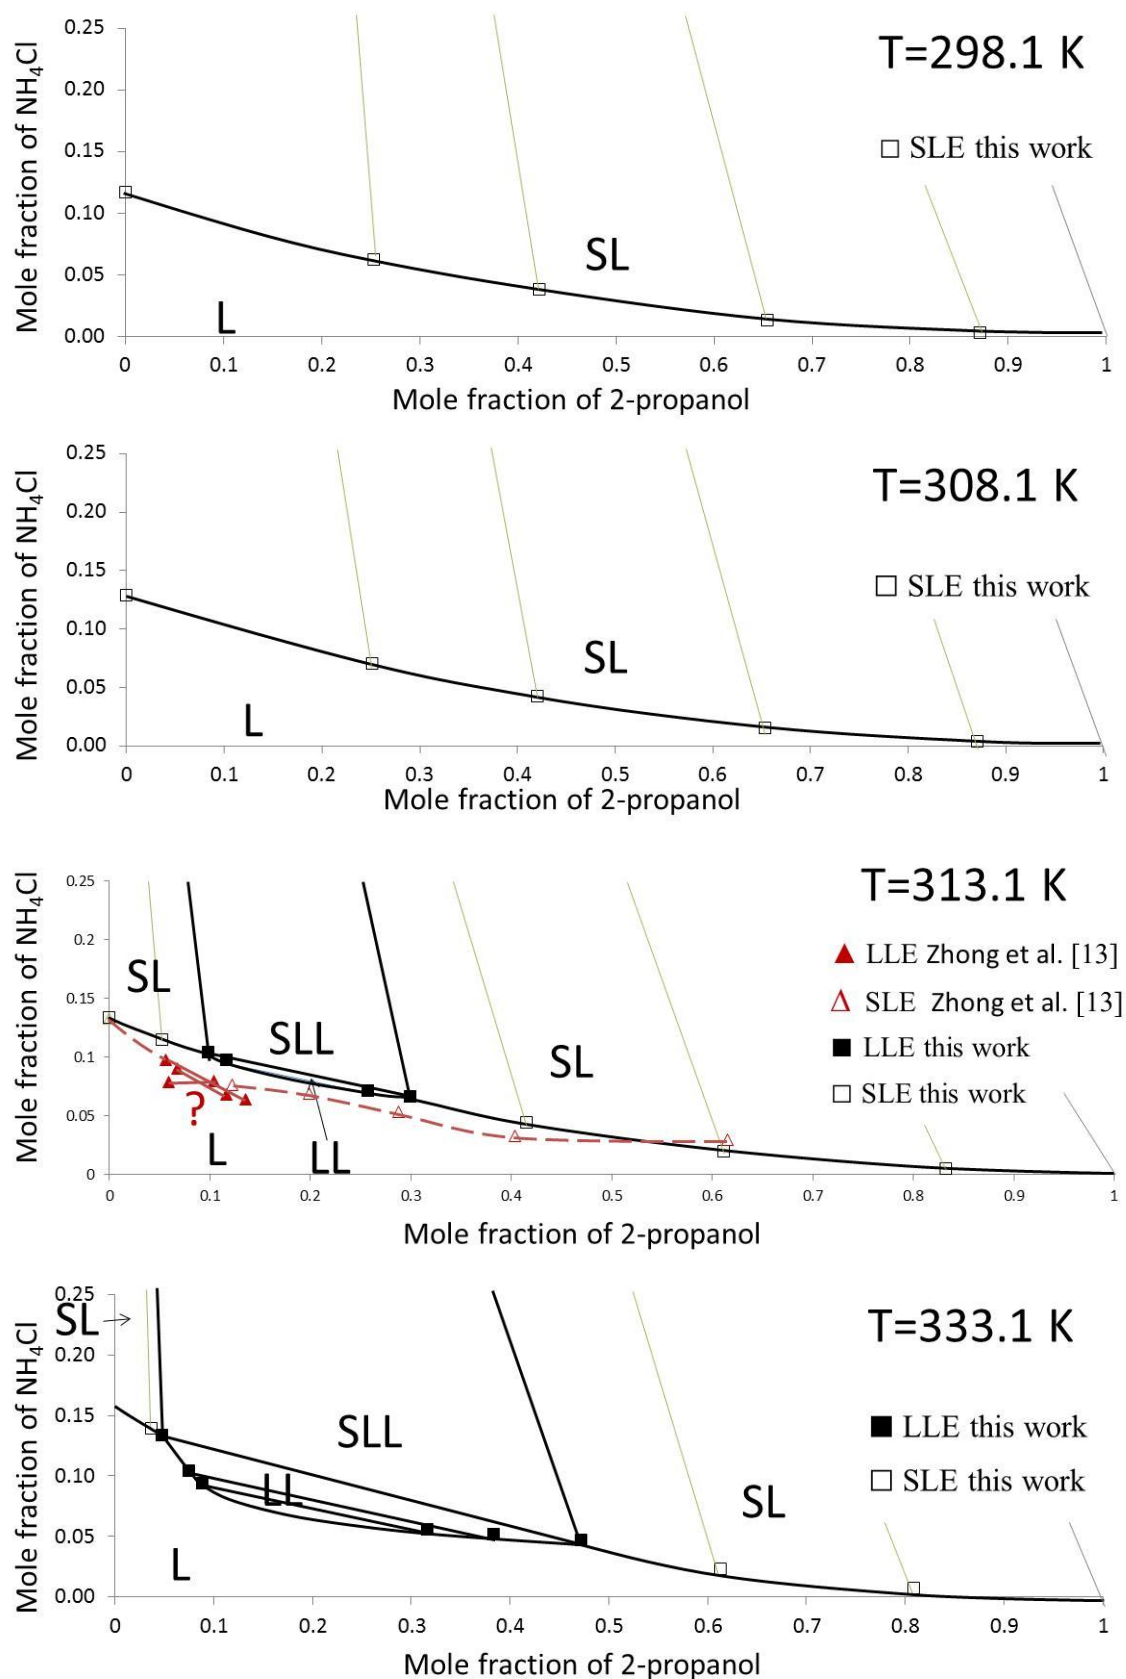 T=298.1 K
Mole fraction of NH₄Cl
0.25
0.20
0.15
0.10
0.05
0.00
□ SLE this work
SL
L
0 0.1 0.2 0.3 0.4 0.5 0.6 0.7 0.8 0.9 1
Mole fraction of 2-propanol
T=308.1 K
Mole fraction of NH₄Cl
0.25
0.20
0.15
0.10
0.05
0.00
□ SLE this work
SL
L
0 0.1 0.2 0.3 0.4 0.5 0.6 0.7 0.8 0.9 1
Mole fraction of 2-propanol
T=313.1 K
Mole fraction of NH₄Cl
0.25
0.2
0.15
0.1
0.05
0
▲ LLE Zhong et al. [13]
△ SLE Zhong et al. [13]
■ LLE this work
□ SLE this work
SL
SLL
SL
?
L
LL
0 0.1 0.2 0.3 0.4 0.5 0.6 0.7 0.8 0.9 1
Mole fraction of 2-propanol
T=333.1 K
Mole fraction of NH₄Cl
0.25
0.20
0.15
0.10
0.05
0.00
■ LLE this work
□ SLE this work
SL
SLL
LL
SL
L
0 0.1 0.2 0.3 0.4 0.5 0.6 0.7 0.8 0.9 1
Mole fraction of 2-propanol